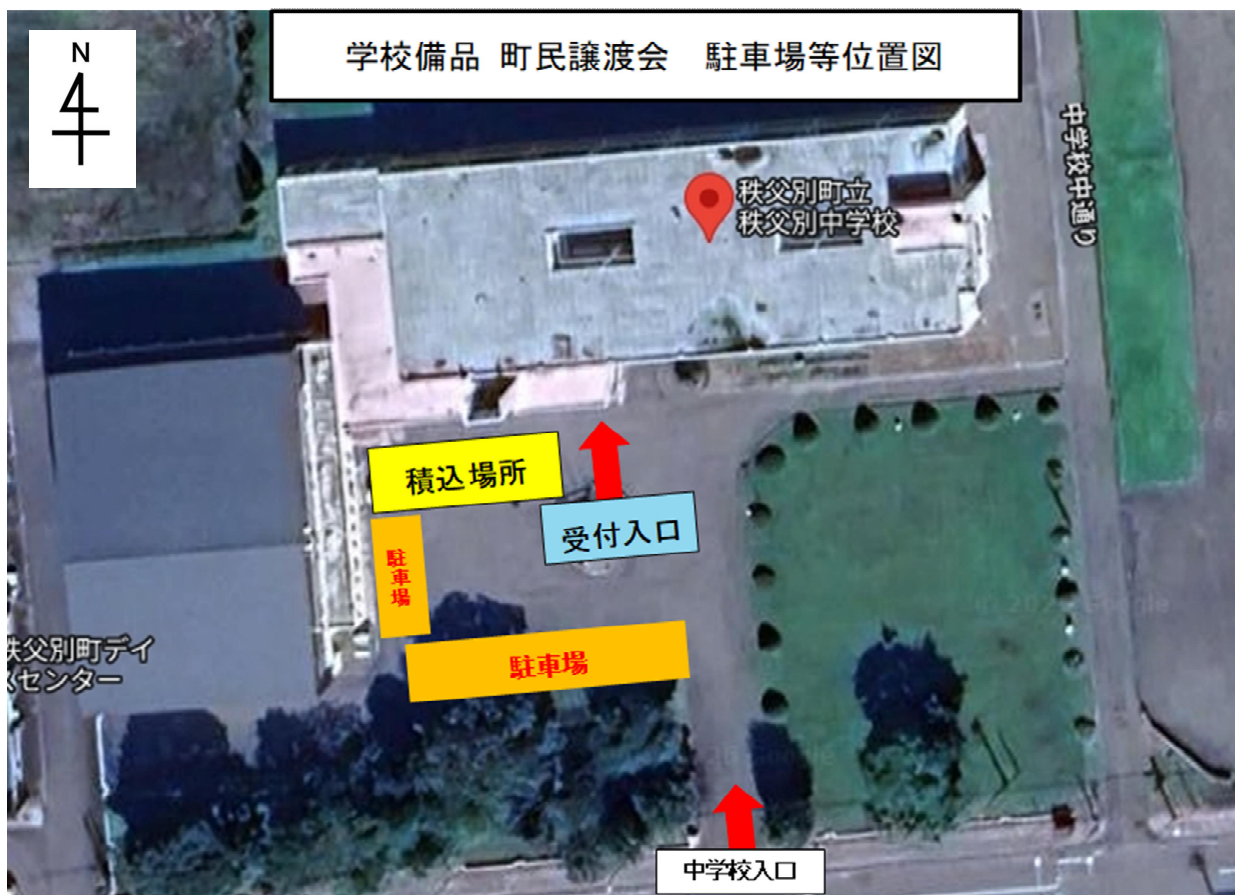 学校備品 町民譲渡会 駐車場等位置図
N
中学校中通り
秩父別町立
秩父別中学校
積込場所
受付入口
駐車場
駐車場
秩父別町デイ
センター
中学校入口